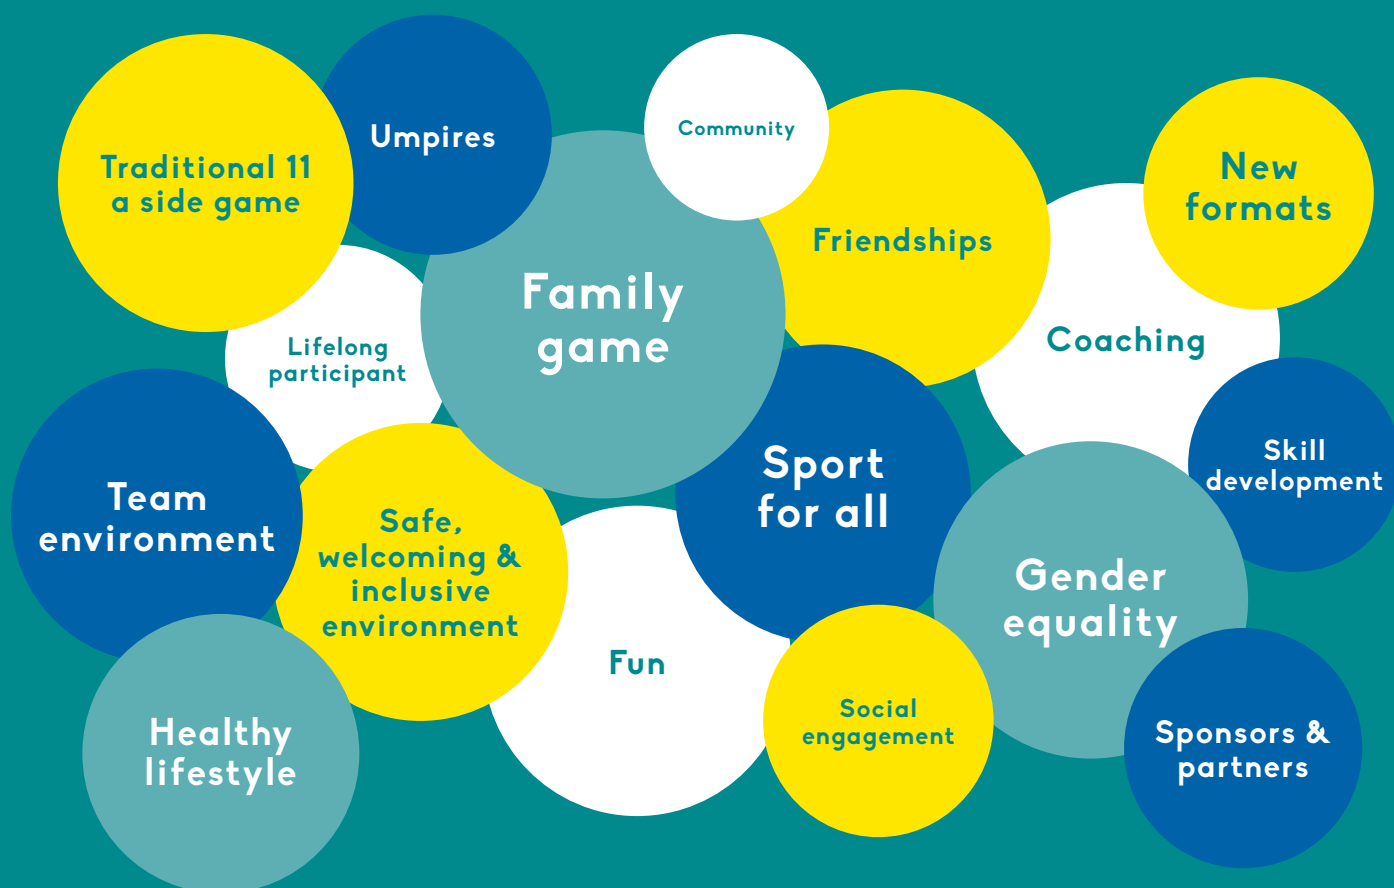 Traditional 11
a side game
Umpires
Community
New
formats
Friendships
Family
game
Coaching
Lifelong
participant
Skill
development
Sport
for all
Team
environment
Safe,
welcoming &
inclusive
environment
Gender
equality
Fun
Social
engagement
Healthy
lifestyle
Sponsors &
partners